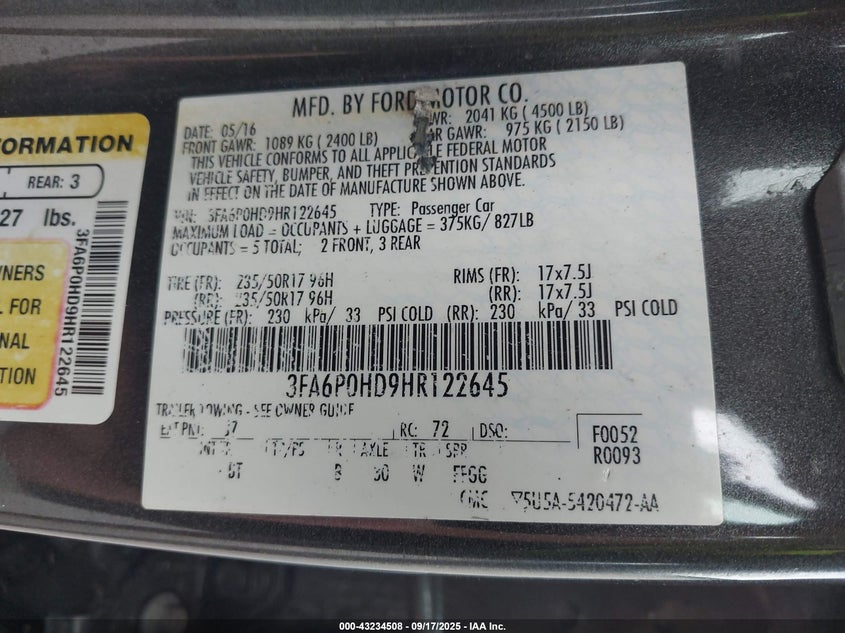 FORMATION
REAR: 3
27 lbs.
WNERS
L FOR
NAL
TION
3FA6P0HD9HR122645
MFD. BY FORD MOTOR CO.
DATE: 05/16 GVWR: 2041 KG (4500 LB)
FRONT GAWR: 1089 KG (2400 LB) REAR GAWR: 975 KG (2150 LB)
THIS VEHICLE CONFORMS TO ALL APPLICABLE FEDERAL MOTOR
VEHICLE SAFETY, BUMPER, AND THEFT PREVENTION STANDARDS
IN EFFECT ON THE DATE OF MANUFACTURE SHOWN ABOVE.
VIN: 3FA6P0HD9HR122645 TYPE: Passenger Car
MAXIMUM LOAD = OCCUPANTS + LUGGAGE = 375KG/ 827LB
OCCUPANTS = 5 TOTAL; 2 FRONT, 3 REAR
TIRE (FR): 235/50R17 96H RIMS (FR): 17x7.5J
(RR): 235/50R17 96H (RR): 17x7.5J
PRESSURE (FR): 230 kPa/ 33 PSI COLD (RR): 230 kPa/ 33 PSI COLD
3FA6P0HD9HR122645
TRAILER TOWING - SEE OWNER GUIDE
EXT PNT: RC: 72 DSO: F0052
R0093
AXLE TR SPR
W FFGG
5U5A-5420472-AA
000-43234508 - 09/17/2025 - IAA Inc.